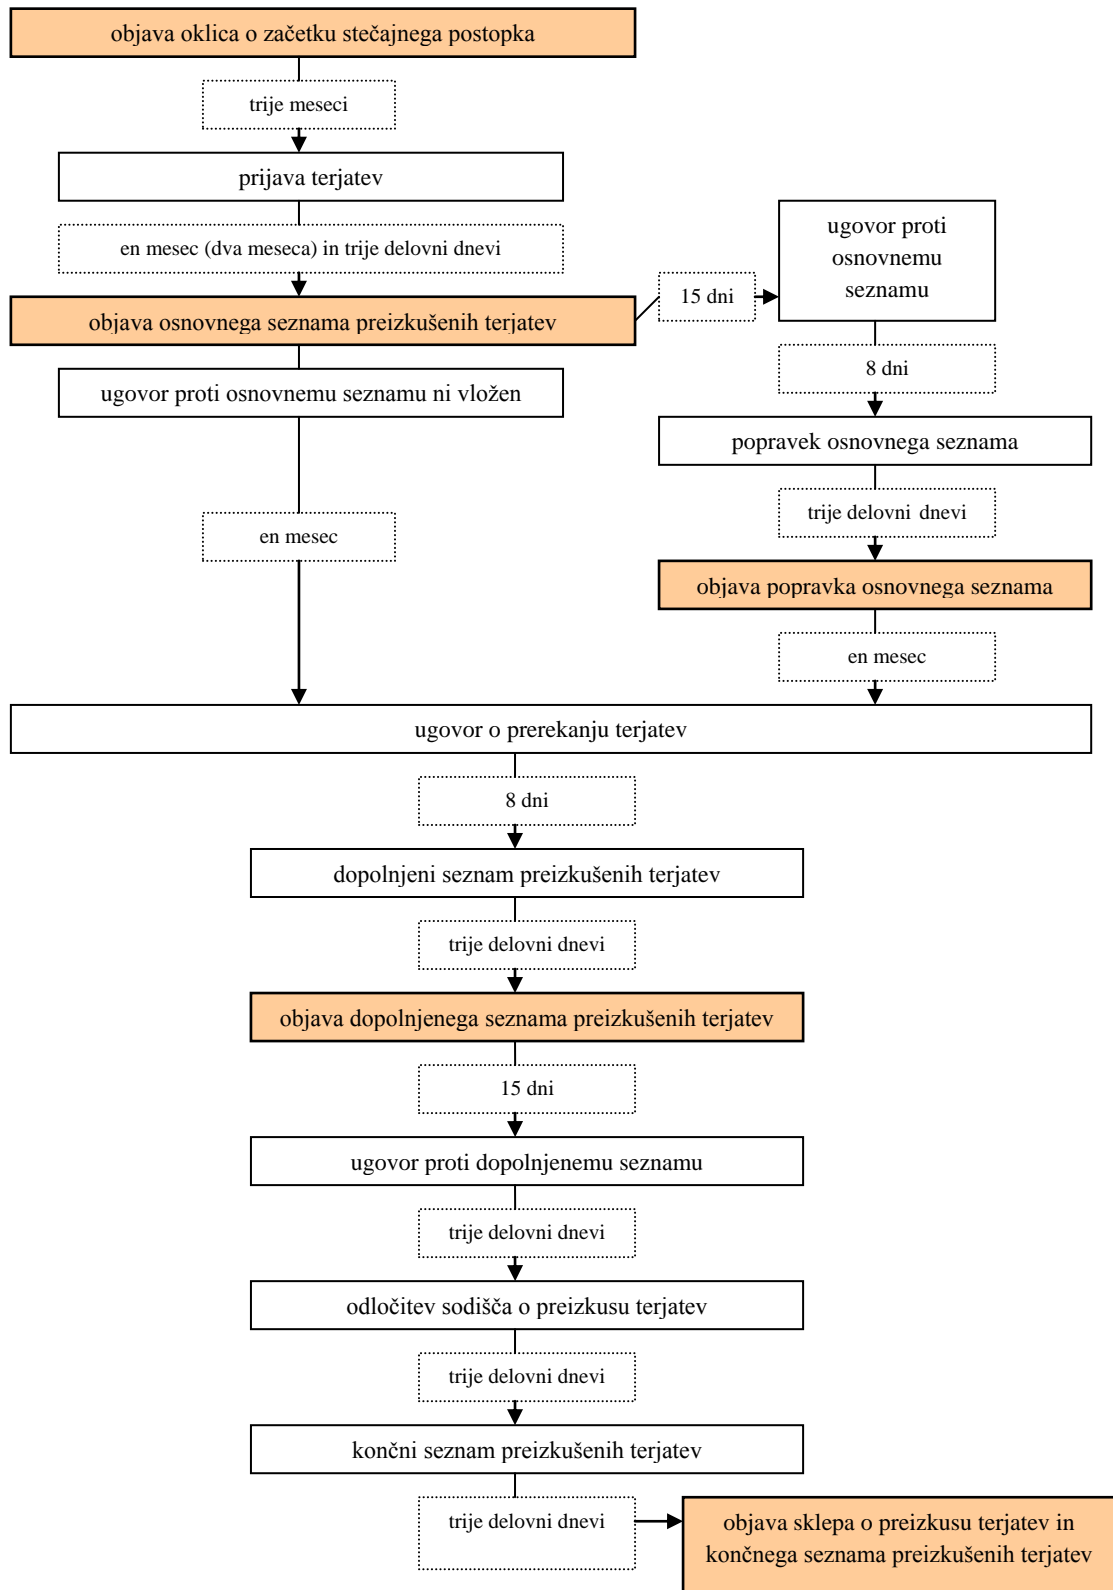 objava oklica o začetku stečajnega postopka
trije meseci
prijava terjatev
en mesec (dva meseca) in trije delovni dnevi
objava osnovnega seznama preizkušenih terjatev
15 dni
ugovor proti
osnovnemu
seznamu
8 dni
ugovor proti osnovnemu seznamu ni vložen
popravek osnovnega seznama
trije delovni dnevi
en mesec
objava popravka osnovnega seznama
en mesec
ugovor o prerekanju terjatev
8 dni
dopolnjeni seznam preizkušenih terjatev
trije delovni dnevi
objava dopolnjenega seznama preizkušenih terjatev
15 dni
ugovor proti dopolnjenemu seznamu
trije delovni dnevi
odločitev sodišča o preizkusu terjatev
trije delovni dnevi
končni seznam preizkušenih terjatev
trije delovni dnevi
objava sklepa o preizkusu terjatev in
končnega seznama preizkušenih terjatev